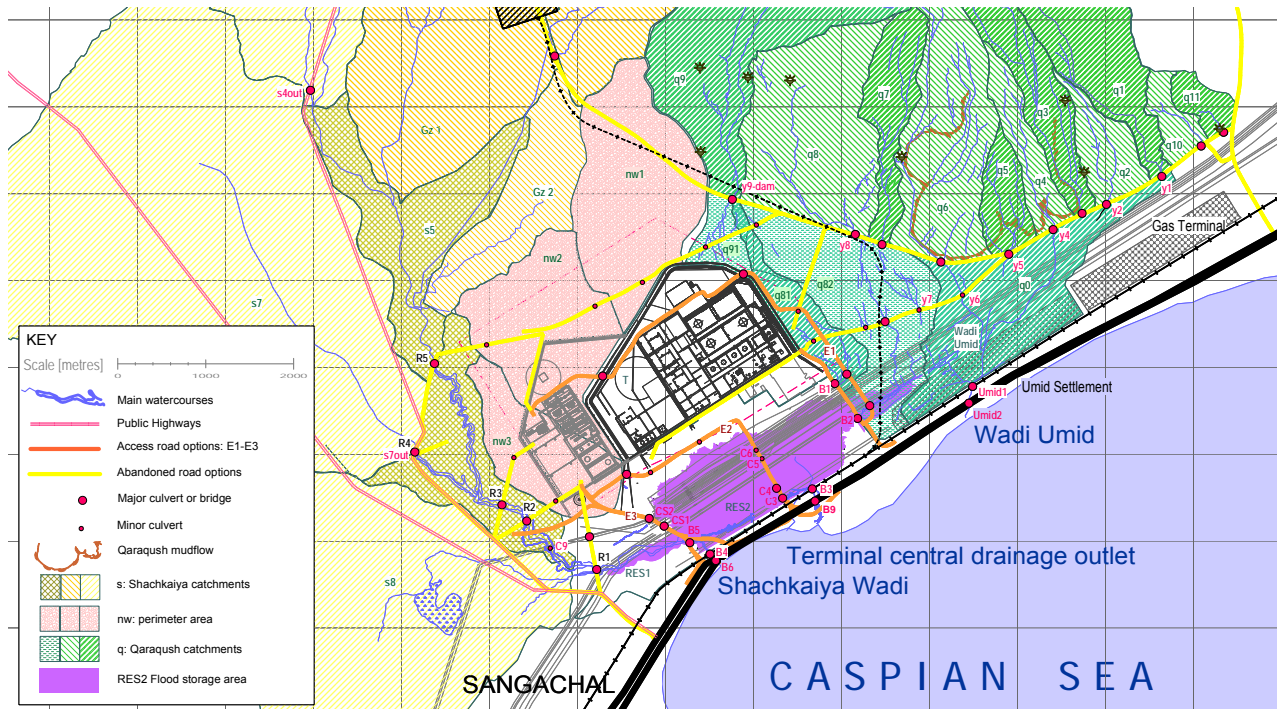 s4out
Gz 1
Gz 2
nw1
q9
q8
q7
q6
q5
q4
q3
q2
q1
q11
q10
y9-dam
y8
y1
y2
y4
y5
y6
y7
q0
Gas Terminal
s5
s7
nw2
q91
q81
q82
Wadi
Umid
KEY
Scale [metres]
0
1000
2000
Main watercourses
Public Highways
Access road options: E1-E3
Abandoned road options
Major culvert or bridge
Minor culvert
Qaraqush mudflow
s: Shachkaiya catchments
nw: perimeter area
q: Qaraqush catchments
RES2 Flood storage area
R5
T
E1
B1
B2
Umid1
Umid Settlement
Umid2
Wadi Umid
R4
s7out
nw3
E2
C6
C5
C4
C3
B3
B9
R3
R2
E3
CS2
CS1
RES2
B5
C9
B4
B6
R1
RES1
s8
Terminal central drainage outlet
Shachkaiya Wadi
SANGACHAL
CASPIAN SEA